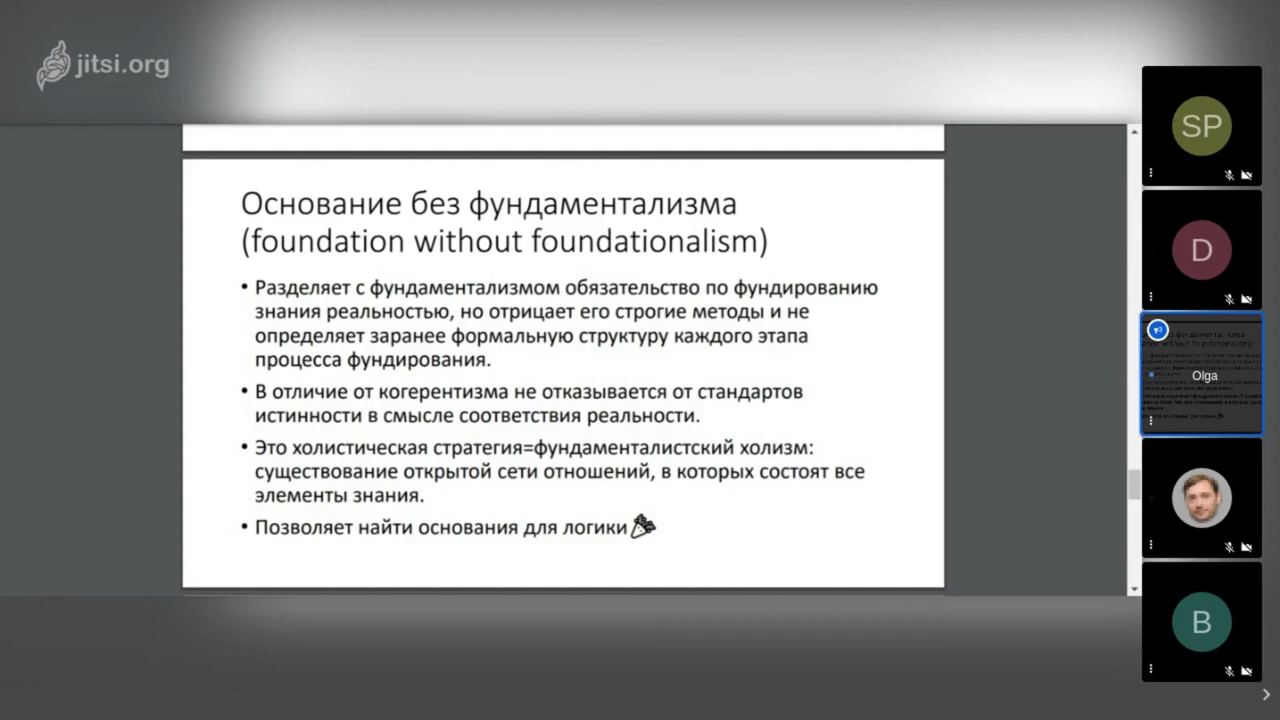 jitsi.org
Основание без фундаментализма
(foundation without foundationalism)
• Разделяет с фундаментализмом обязательство по фундированию
знания реальностью, но отрицает его строгие методы и не
определяет заранее формальную структуру каждого этапа
процесса фундирования.
• В отличие от когерентизма не отказывается от стандартов
истинности в смысле соответствия реальности.
• Это холистическая стратегия=фундаменталистский холизм:
существование открытой сети отношений, в которых состоят все
элементы знания.
• Позволяет найти основания для логики
SP
D
Olga
B